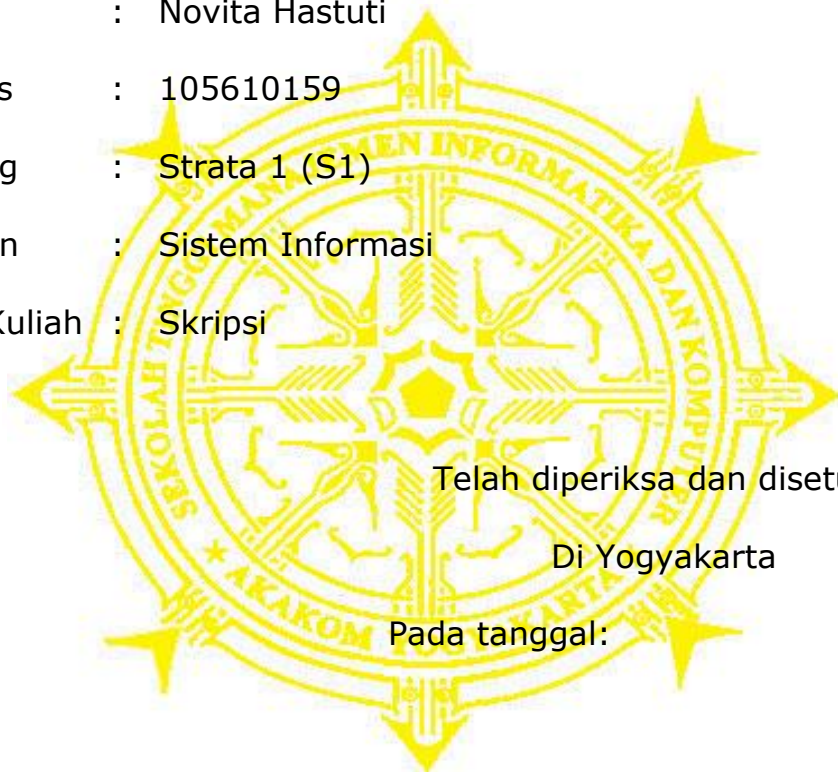 : Novita Hastuti
s : 105610159
g : Strata 1 (S1)
n : Sistem Informasi
Kuliah : Skripsi
Telah diperiksa dan disetu
Di Yogyakarta
Pada tanggal:
SEKOLAH TINGGI MANAJEMEN INFORMATIKA DAN KOMPUTER
★ AKAKOM YOGYAKARTA